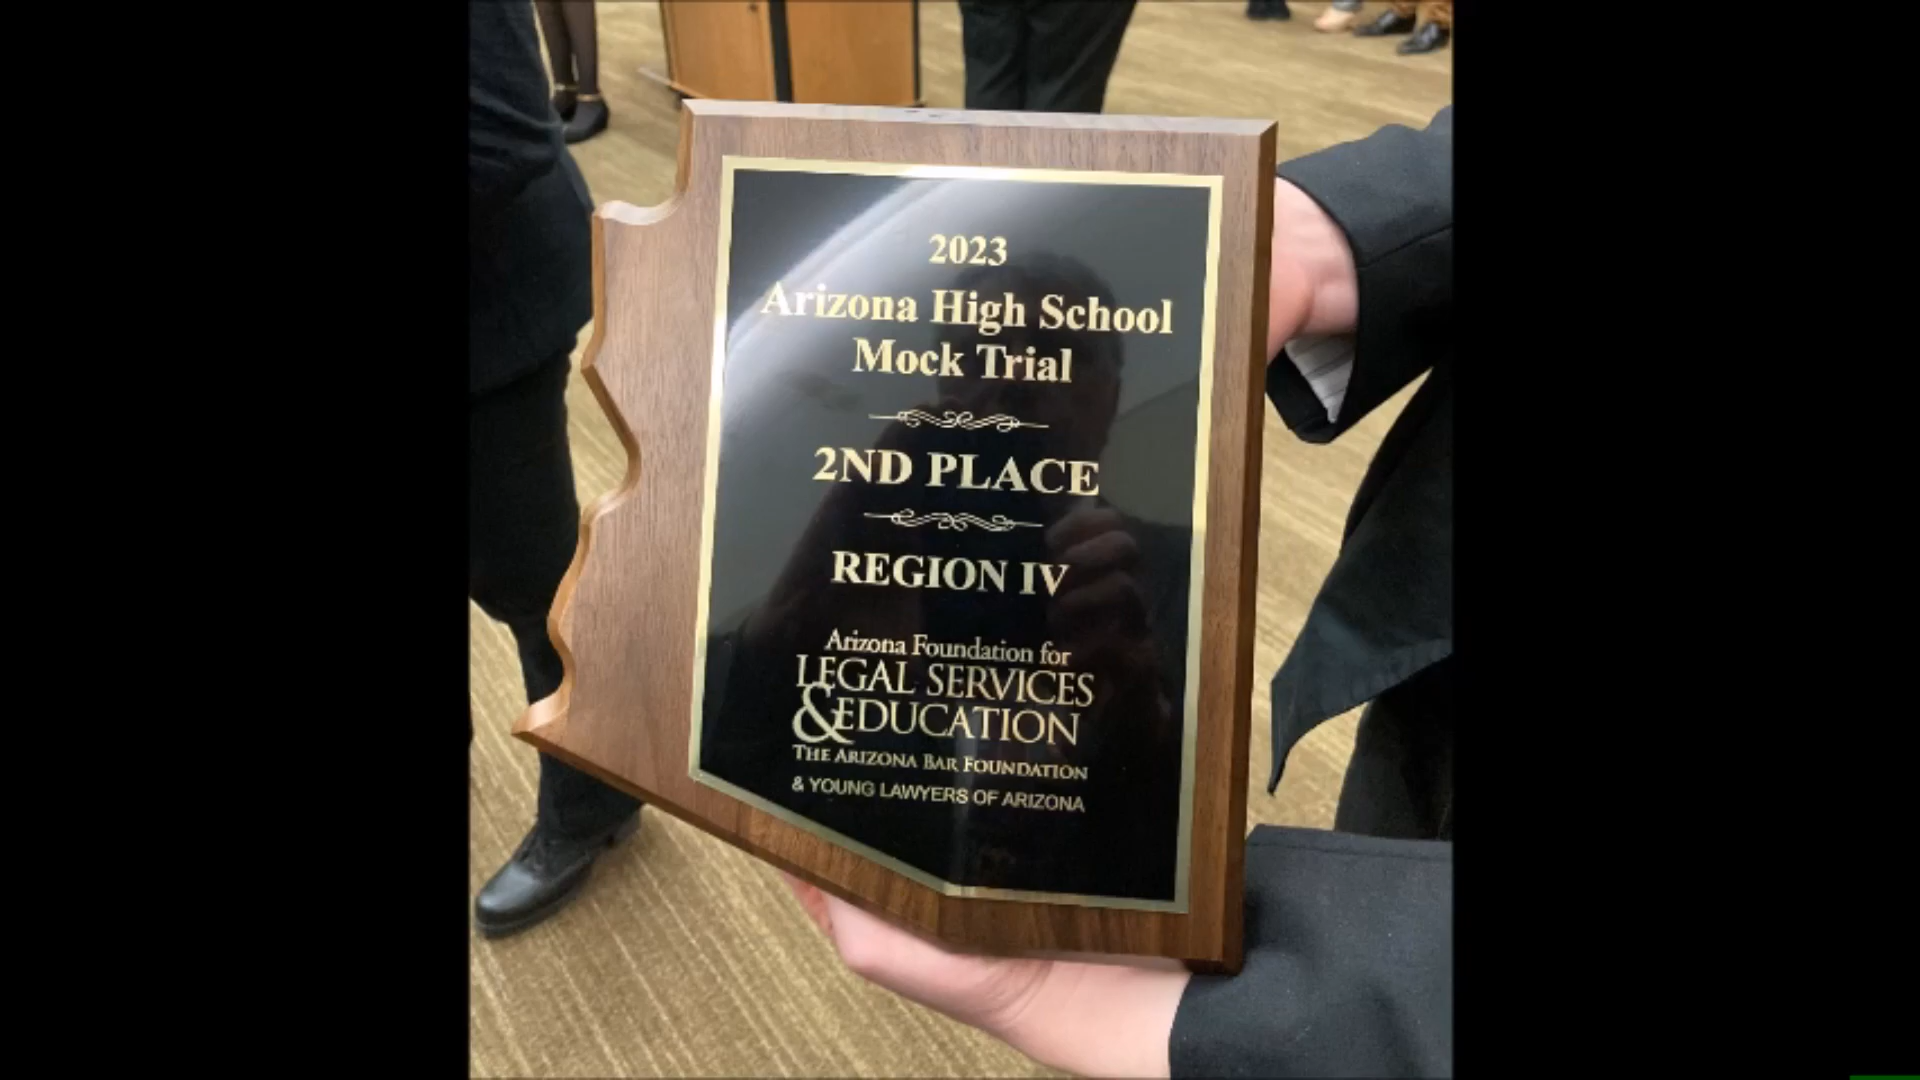 2023
Arizona High School
Mock Trial
2ND PLACE
REGION IV
Arizona Foundation for
LEGAL SERVICES
& EDUCATION
THE ARIZONA BAR FOUNDATION
& YOUNG LAWYERS OF ARIZONA